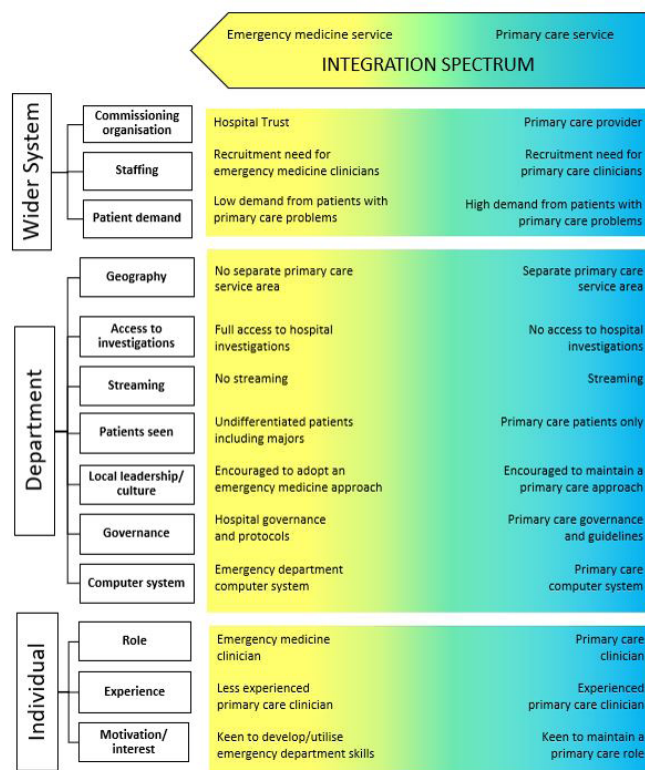 Emergency medicine service
Primary care service
INTEGRATION SPECTRUM
Wider System
Commissioning
organisation
Hospital Trust
Primary care provider
Staffing
Recruitment need for
emergency medicine clinicians
Recruitment need for
primary care clinicians
Patient demand
Low demand from patients with
primary care problems
High demand from patients with
primary care problems
Department
Geography
No separate primary care
service area
Separate primary care
service area
Access to
investigations
Full access to hospital
investigations
No access to hospital
investigations
Streaming
No streaming
Streaming
Patients seen
Undifferentiated patients
including majors
Primary care patients only
Local leadership/
culture
Encouraged to adopt an
emergency medicine approach
Encouraged to maintain a
primary care approach
Governance
Hospital governance
and protocols
Primary care governance
and guidelines
Computer system
Emergency department
computer system
Primary care
computer system
Individual
Role
Emergency medicine
clinician
Primary care
clinician
Experience
Less experienced
primary care clinician
Experienced
primary care clinician
Motivation/
interest
Keen to develop/utilise
emergency department skills
Keen to maintain a
primary care role